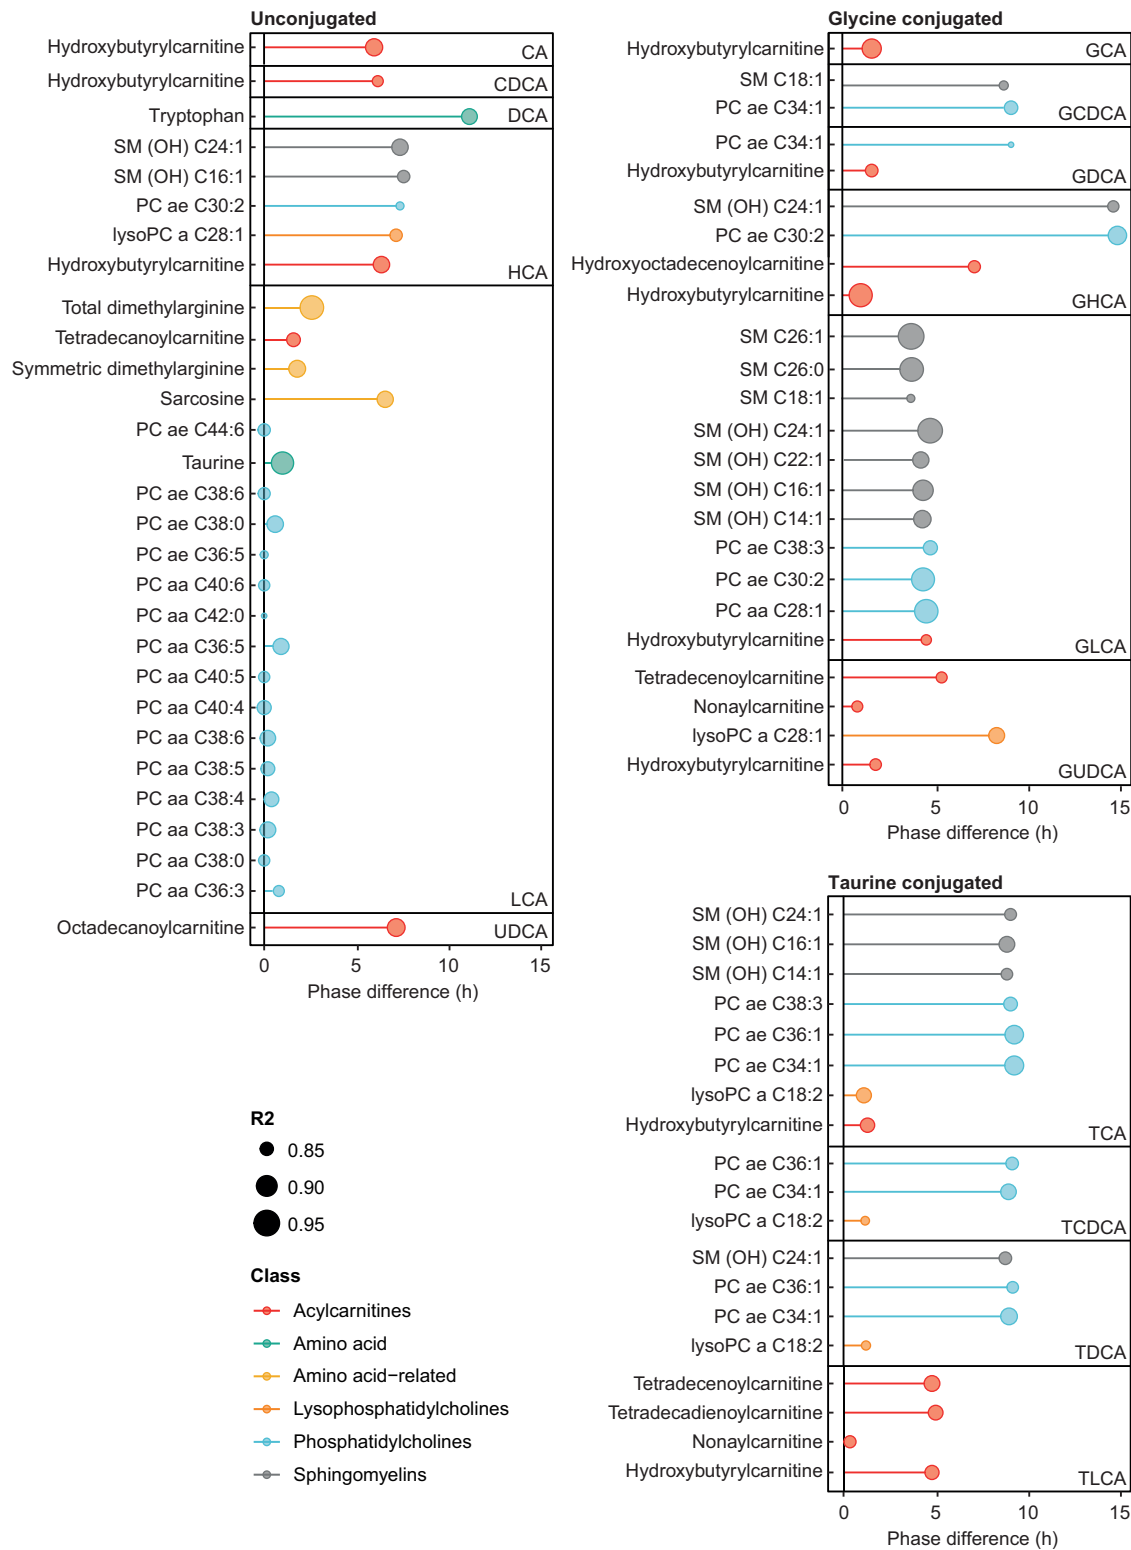 Unconjugated
Hydroxybutyrylcarnitine
CA
Hydroxybutyrylcarnitine
CDCA
Tryptophan
DCA
SM (OH) C24:1
SM (OH) C16:1
PC ae C30:2
lysoPC a C28:1
Hydroxybutyrylcarnitine
HCA
Total dimethylarginine
Tetradecanoylcarnitine
Symmetric dimethylarginine
Sarcosine
PC ae C44:6
Taurine
PC ae C38:6
PC ae C38:0
PC ae C36:5
PC aa C40:6
PC aa C42:0
PC aa C36:5
PC aa C40:5
PC aa C40:4
PC aa C38:6
PC aa C38:5
PC aa C38:4
PC aa C38:3
PC aa C38:0
PC aa C36:3
LCA
Octadecanoylcarnitine
UDCA
0 5 10 15
Phase difference (h)
R2
0.85
0.90
0.95
Class
Acylcarnitines
Amino acid
Amino acid−related
Lysophosphatidylcholines
Phosphatidylcholines
Sphingomyelins
Glycine conjugated
Hydroxybutyrylcarnitine
GCA
SM C18:1
PC ae C34:1
GCDCA
PC ae C34:1
Hydroxybutyrylcarnitine
GDCA
SM (OH) C24:1
PC ae C30:2
Hydroxyoctadecenoylcarnitine
Hydroxybutyrylcarnitine
GHCA
SM C26:1
SM C26:0
SM C18:1
SM (OH) C24:1
SM (OH) C22:1
SM (OH) C16:1
SM (OH) C14:1
PC ae C38:3
PC ae C30:2
PC aa C28:1
Hydroxybutyrylcarnitine
GLCA
Tetradecenoylcarnitine
Nonaylcarnitine
lysoPC a C28:1
Hydroxybutyrylcarnitine
GUDCA
0 5 10 15
Phase difference (h)
Taurine conjugated
SM (OH) C24:1
SM (OH) C16:1
SM (OH) C14:1
PC ae C38:3
PC ae C36:1
PC ae C34:1
lysoPC a C18:2
Hydroxybutyrylcarnitine
TCA
PC ae C36:1
PC ae C34:1
lysoPC a C18:2
TCDCA
SM (OH) C24:1
PC ae C36:1
PC ae C34:1
lysoPC a C18:2
TDCA
Tetradecenoylcarnitine
Tetradecadienoylcarnitine
Nonaylcarnitine
Hydroxybutyrylcarnitine
TLCA
0 5 10 15
Phase difference (h)